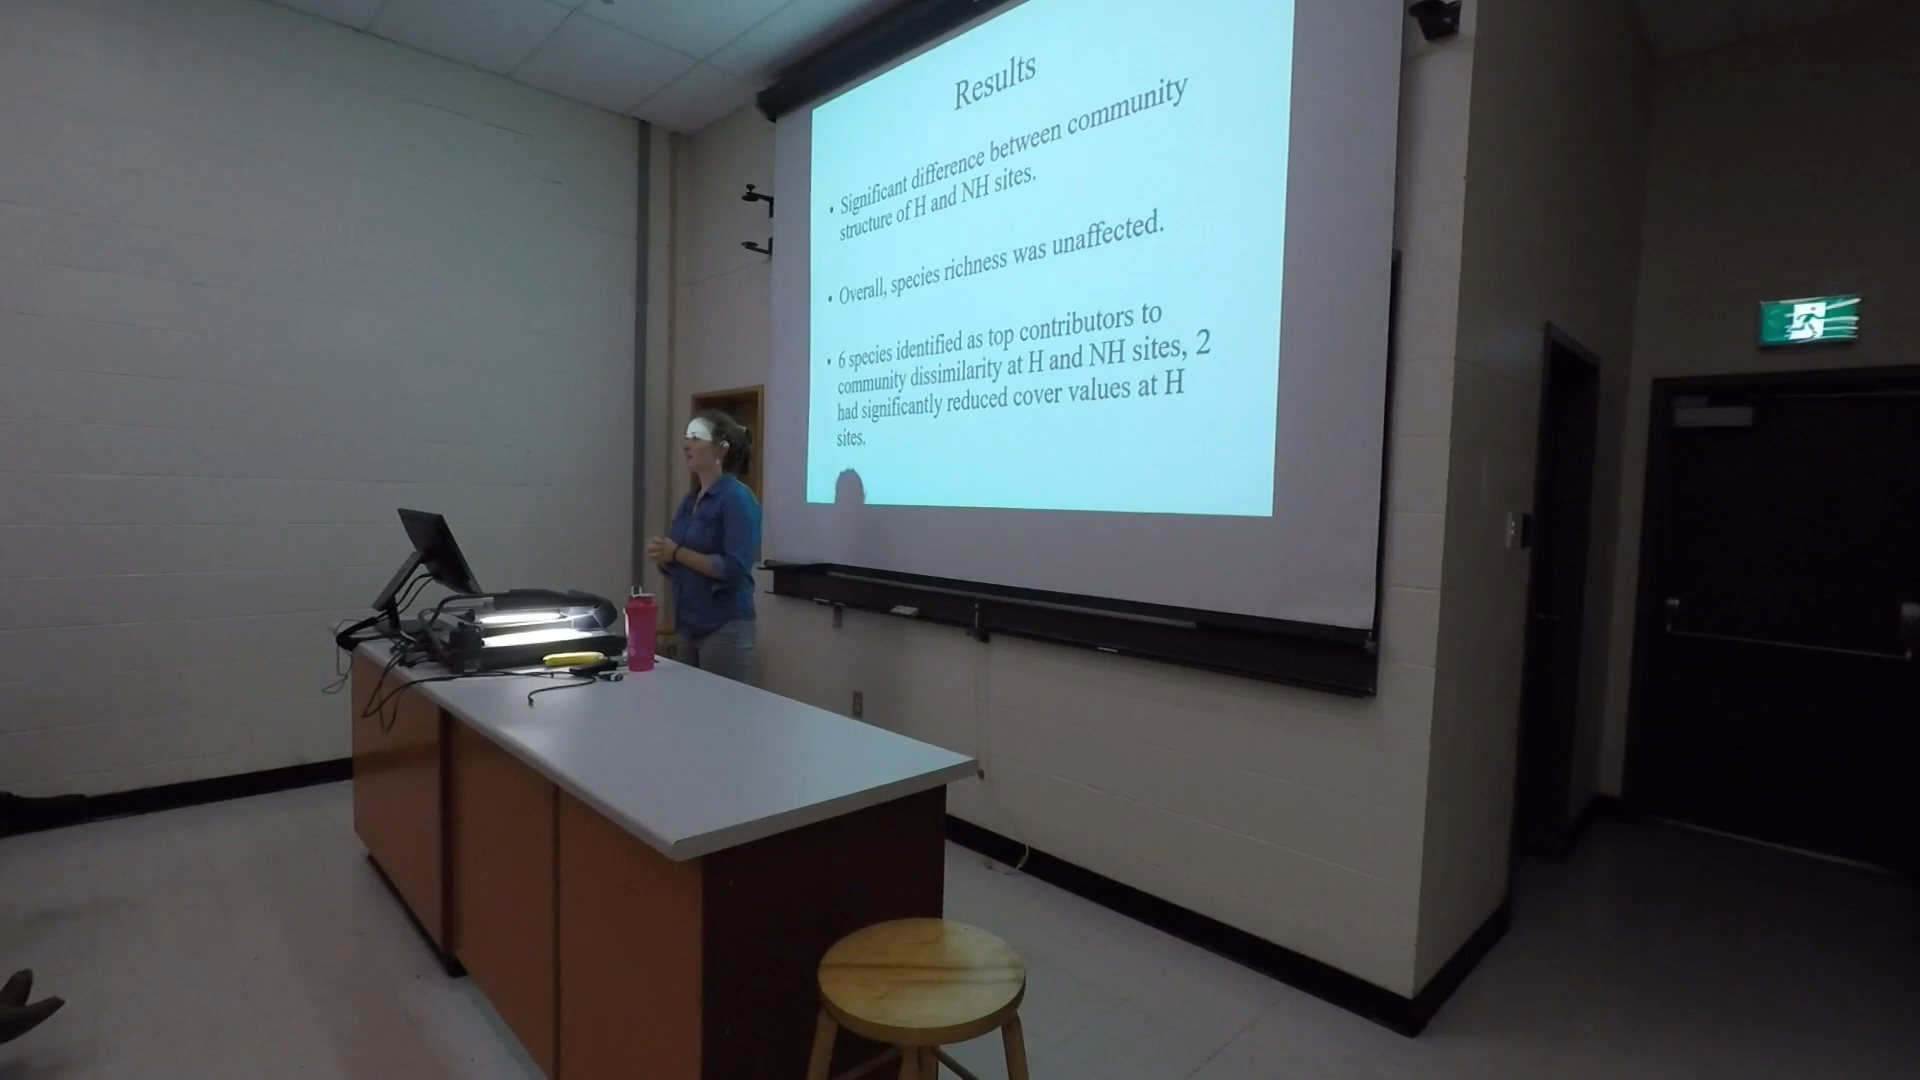 Results
• Significant difference between community
structure of H and NH sites.
• Overall, species richness was unaffected.
• 6 species identified as top contributors to
community dissimilarity at H and NH sites, 2
had significantly reduced cover values at H
sites.